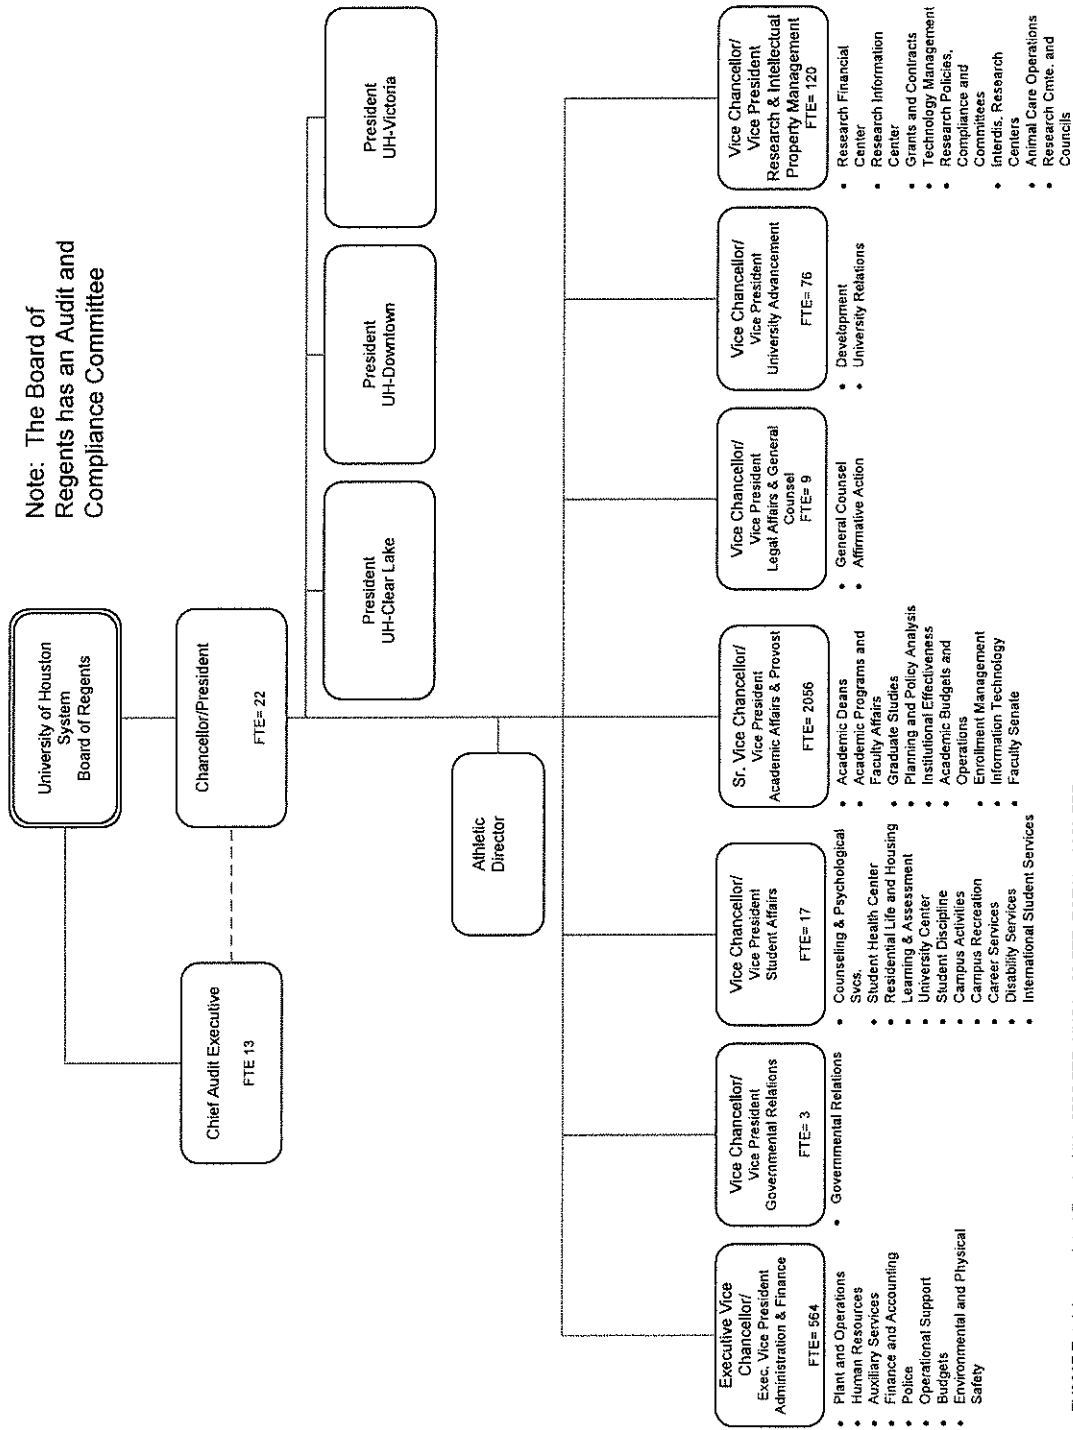 Note: The Board of
Regents has an Audit and
Compliance Committee
University of Houston
System
Board of Regents
Chief Audit Executive
FTE 13
Chancellor/President
FTE= 22
President
UH-Clear Lake
President
UH-Downtown
President
UH-Victoria
Athletic
Director
Executive Vice
Chancellor/
Exec. Vice President
Administration & Finance
FTE= 564
• Plant and Operations
• Human Resources
• Auxiliary Services
• Finance and Accounting
• Police
• Operational Support
• Budgets
• Environmental and Physical
Safety
Vice Chancellor/
Vice President
Governmental Relations
FTE= 3
• Governmental Relations
Vice Chancellor/
Vice President
Student Affairs
FTE= 17
• Counseling & Psychological
Svcs.
• Student Health Center
• Residential Life and Housing
• Learning & Assessment
• University Center
• Student Discipline
• Campus Activities
• Campus Recreation
• Career Services
• Disability Services
• International Student Services
Sr. Vice Chancellor/
Vice President
Academic Affairs & Provost
FTE= 2056
• Academic Deans
• Academic Programs and
Faculty Affairs
• Graduate Studies
• Planning and Policy Analysis
• Institutional Effectiveness
• Academic Budgets and
Operations
• Enrollment Management
• Information Technology
• Faculty Senate
Vice Chancellor/
Vice President
Legal Affairs & General
Counsel
FTE= 9
• General Counsel
• Affirmative Action
Vice Chancellor/
Vice President
University Advancement
FTE= 76
• Development
• University Relations
Vice Chancellor/
Vice President
Research & Intellectual
Property Management
FTE= 120
• Research Financial
Center
• Research Information
Center
• Grants and Contracts
• Technology Management
• Research Policies,
Compliance and
Committees
• Interdis. Research
Centers
• Animal Care Operations
• Research Cmte. and
Councils